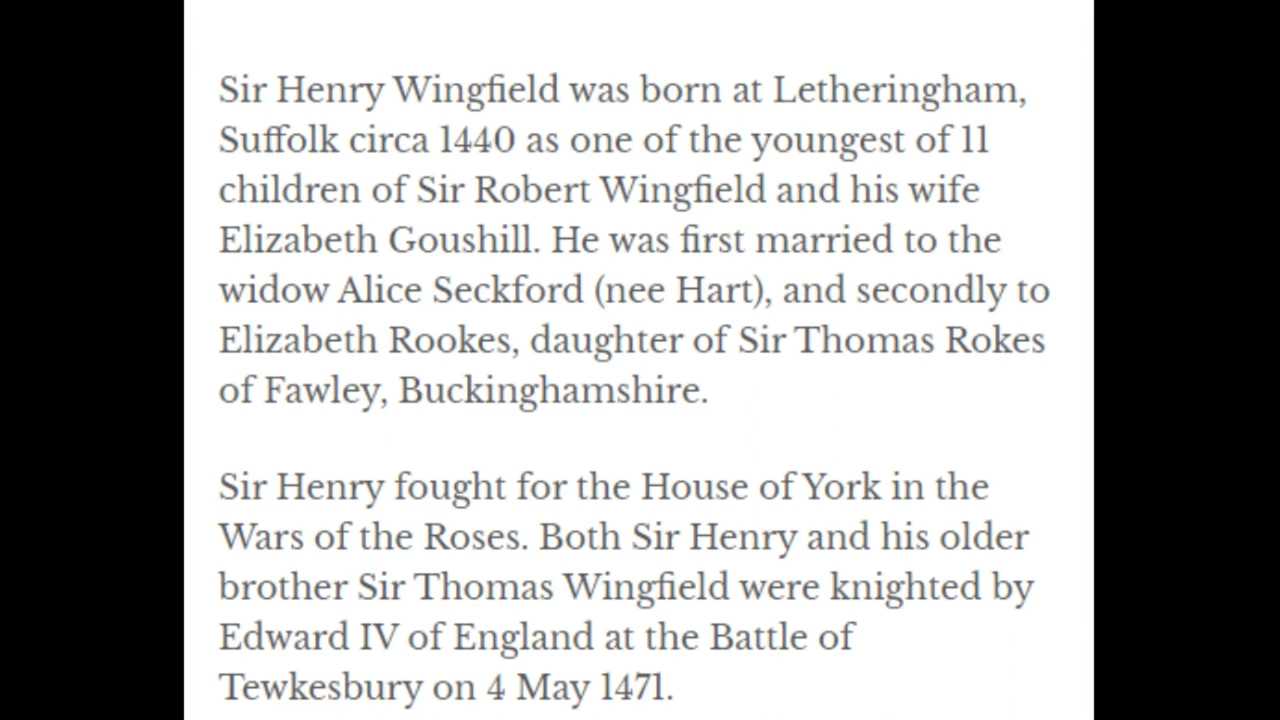 Sir Henry Wingfield was born at Letheringham,
Suffolk circa 1440 as one of the youngest of 11
children of Sir Robert Wingfield and his wife
Elizabeth Goushill. He was first married to the
widow Alice Seckford (nee Hart), and secondly to
Elizabeth Rookes, daughter of Sir Thomas Rokes
of Fawley, Buckinghamshire.
Sir Henry fought for the House of York in the
Wars of the Roses. Both Sir Henry and his older
brother Sir Thomas Wingfield were knighted by
Edward IV of England at the Battle of
Tewkesbury on 4 May 1471.